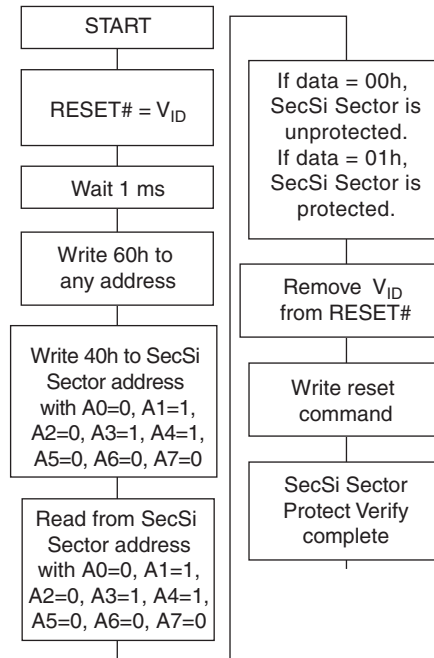 START
RESET# = VID
Wait 1 ms
Write 60h to
any address
Write 40h to SecSi
Sector address
with A0=0, A1=1,
A2=0, A3=1, A4=1,
A5=0, A6=0, A7=0
Read from SecSi
Sector address
with A0=0, A1=1,
A2=0, A3=1, A4=1,
A5=0, A6=0, A7=0
If data = 00h,
SecSi Sector is
unprotected.
If data = 01h,
SecSi Sector is
protected.
Remove VID
from RESET#
Write reset
command
SecSi Sector
Protect Verify
complete